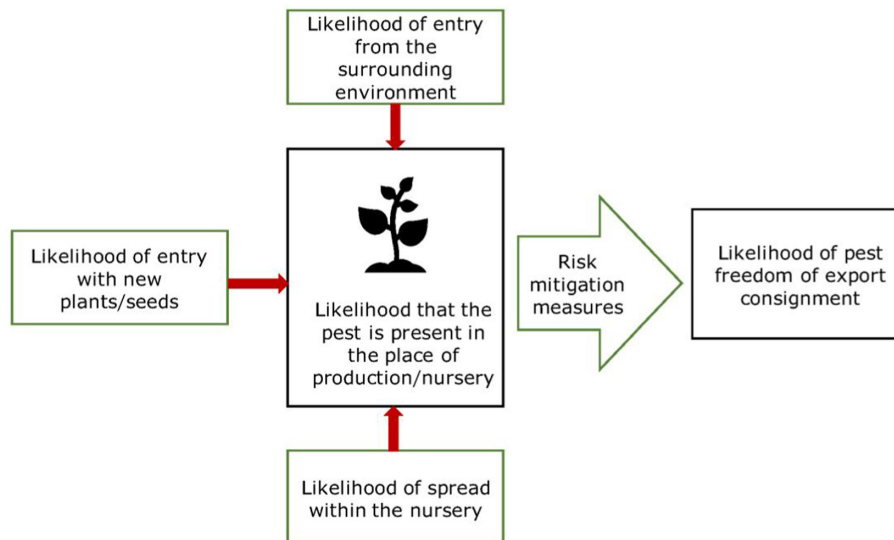 Likelihood of entry
from the
surrounding
environment
Likelihood of entry
with new
plants/seeds
Likelihood that the
pest is present in
the place of
production/nursery
Risk
mitigation
measures
Likelihood of pest
freedom of export
consignment
Likelihood of spread
within the nursery